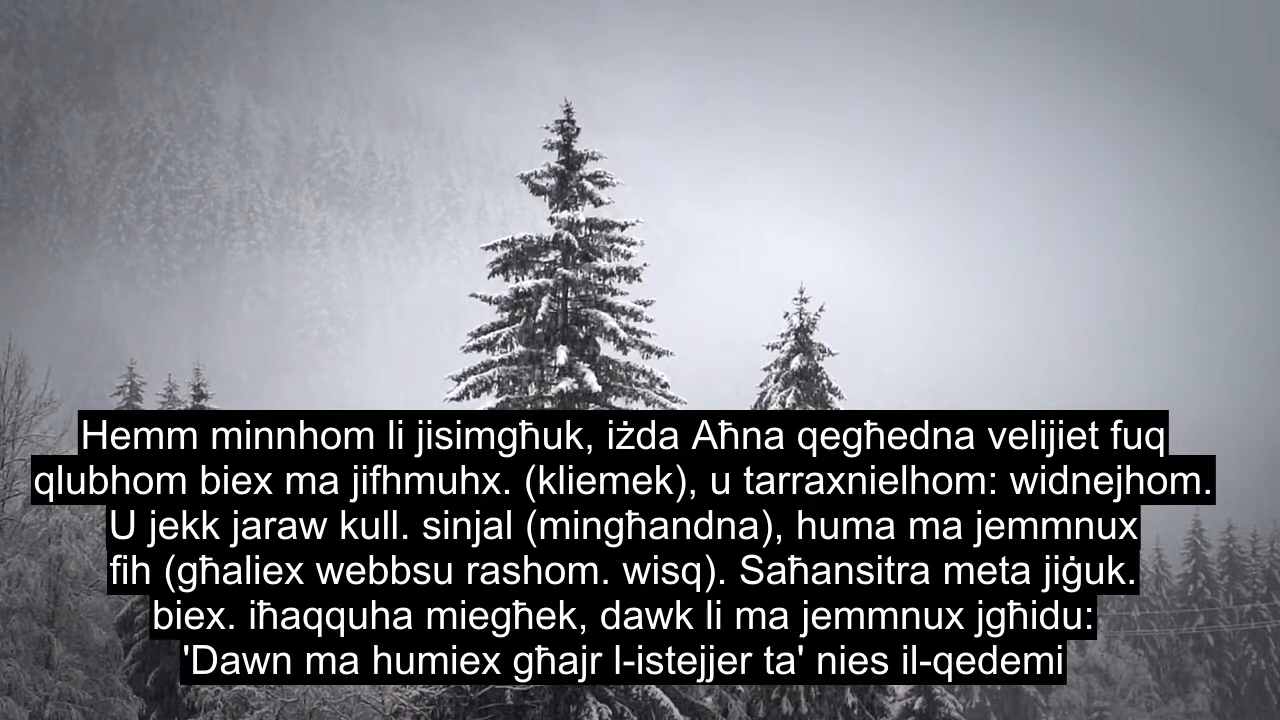 Hemm minnhom li jisimgħuk, iżda Aħna qegħedna velijiet fuq
qlubhom biex ma jifhmuhx. (kliemek), u tarraxnielhom: widnejhom.
U jekk jaraw kull. sinjal (mingħandna), huma ma jemmnux
fih (għaliex webbsu rashom. wisq). Saħansitra meta jiġuk.
biex. iħaqquha miegħek, dawk li ma jemmnux jgħidu:
'Dawn ma humiex għajr l-istejjer ta' nies il-qedemi